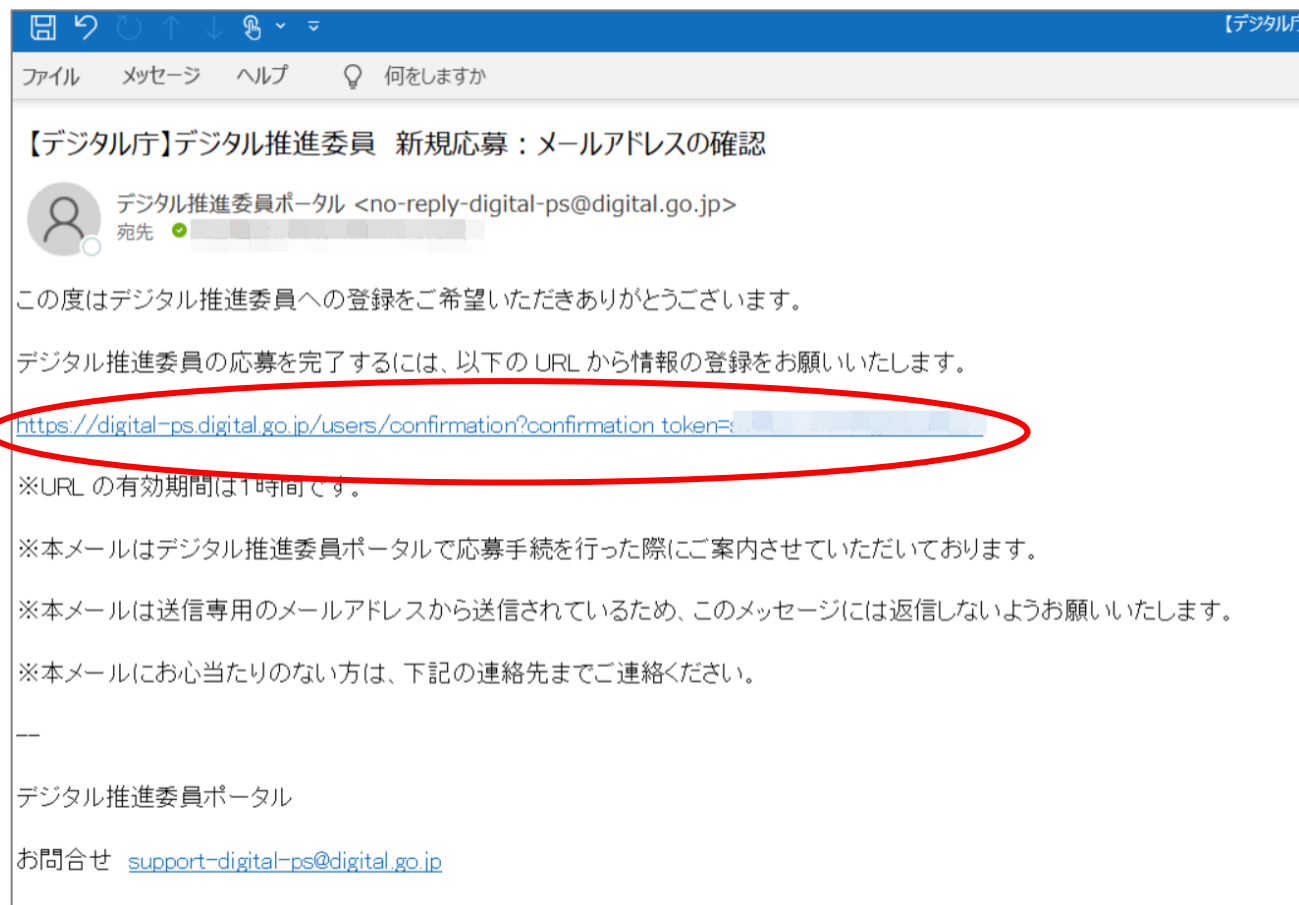 【デジタル庁
ファイル メッセージ ヘルプ 何をしますか
【デジタル庁】デジタル推進委員 新規応募：メールアドレスの確認
デジタル推進委員ポータル <no-reply-digital-ps@digital.go.jp>
宛先
この度はデジタル推進委員への登録をご希望いただきありがとうございます。
デジタル推進委員の応募を完了するには、以下の URL から情報の登録をお願いいたします。
https://digital-ps.digital.go.jp/users/confirmation?confirmation_token=
※URL の有効期間は1時間です。
※本メールはデジタル推進委員ポータルで応募手続を行った際にご案内させていただいております。
※本メールは送信専用のメールアドレスから送信されているため、このメッセージには返信しないようお願いいたします。
※本メールにお心当たりのない方は、下記の連絡先までご連絡ください。
--
デジタル推進委員ポータル
お問合せ support-digital-ps@digital.go.jp